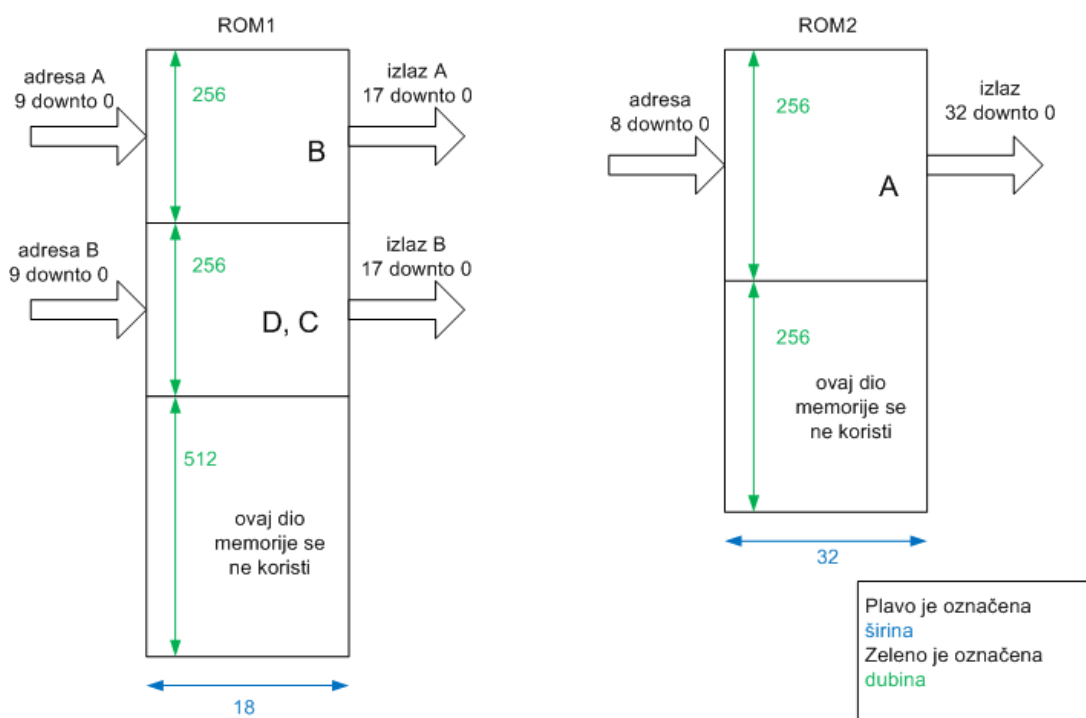 ROM1
adresa A
9 downto 0
256
izlaz A
17 downto 0
B
adresa B
9 downto 0
256
izlaz B
17 downto 0
D, C
512
ovaj dio
memorije se
ne koristi
18
ROM2
adresa
8 downto 0
256
izlaz
32 downto 0
A
256
ovaj dio
memorije se
ne koristi
32
Plavo je označena
širina
Zeleno je označena
dubina